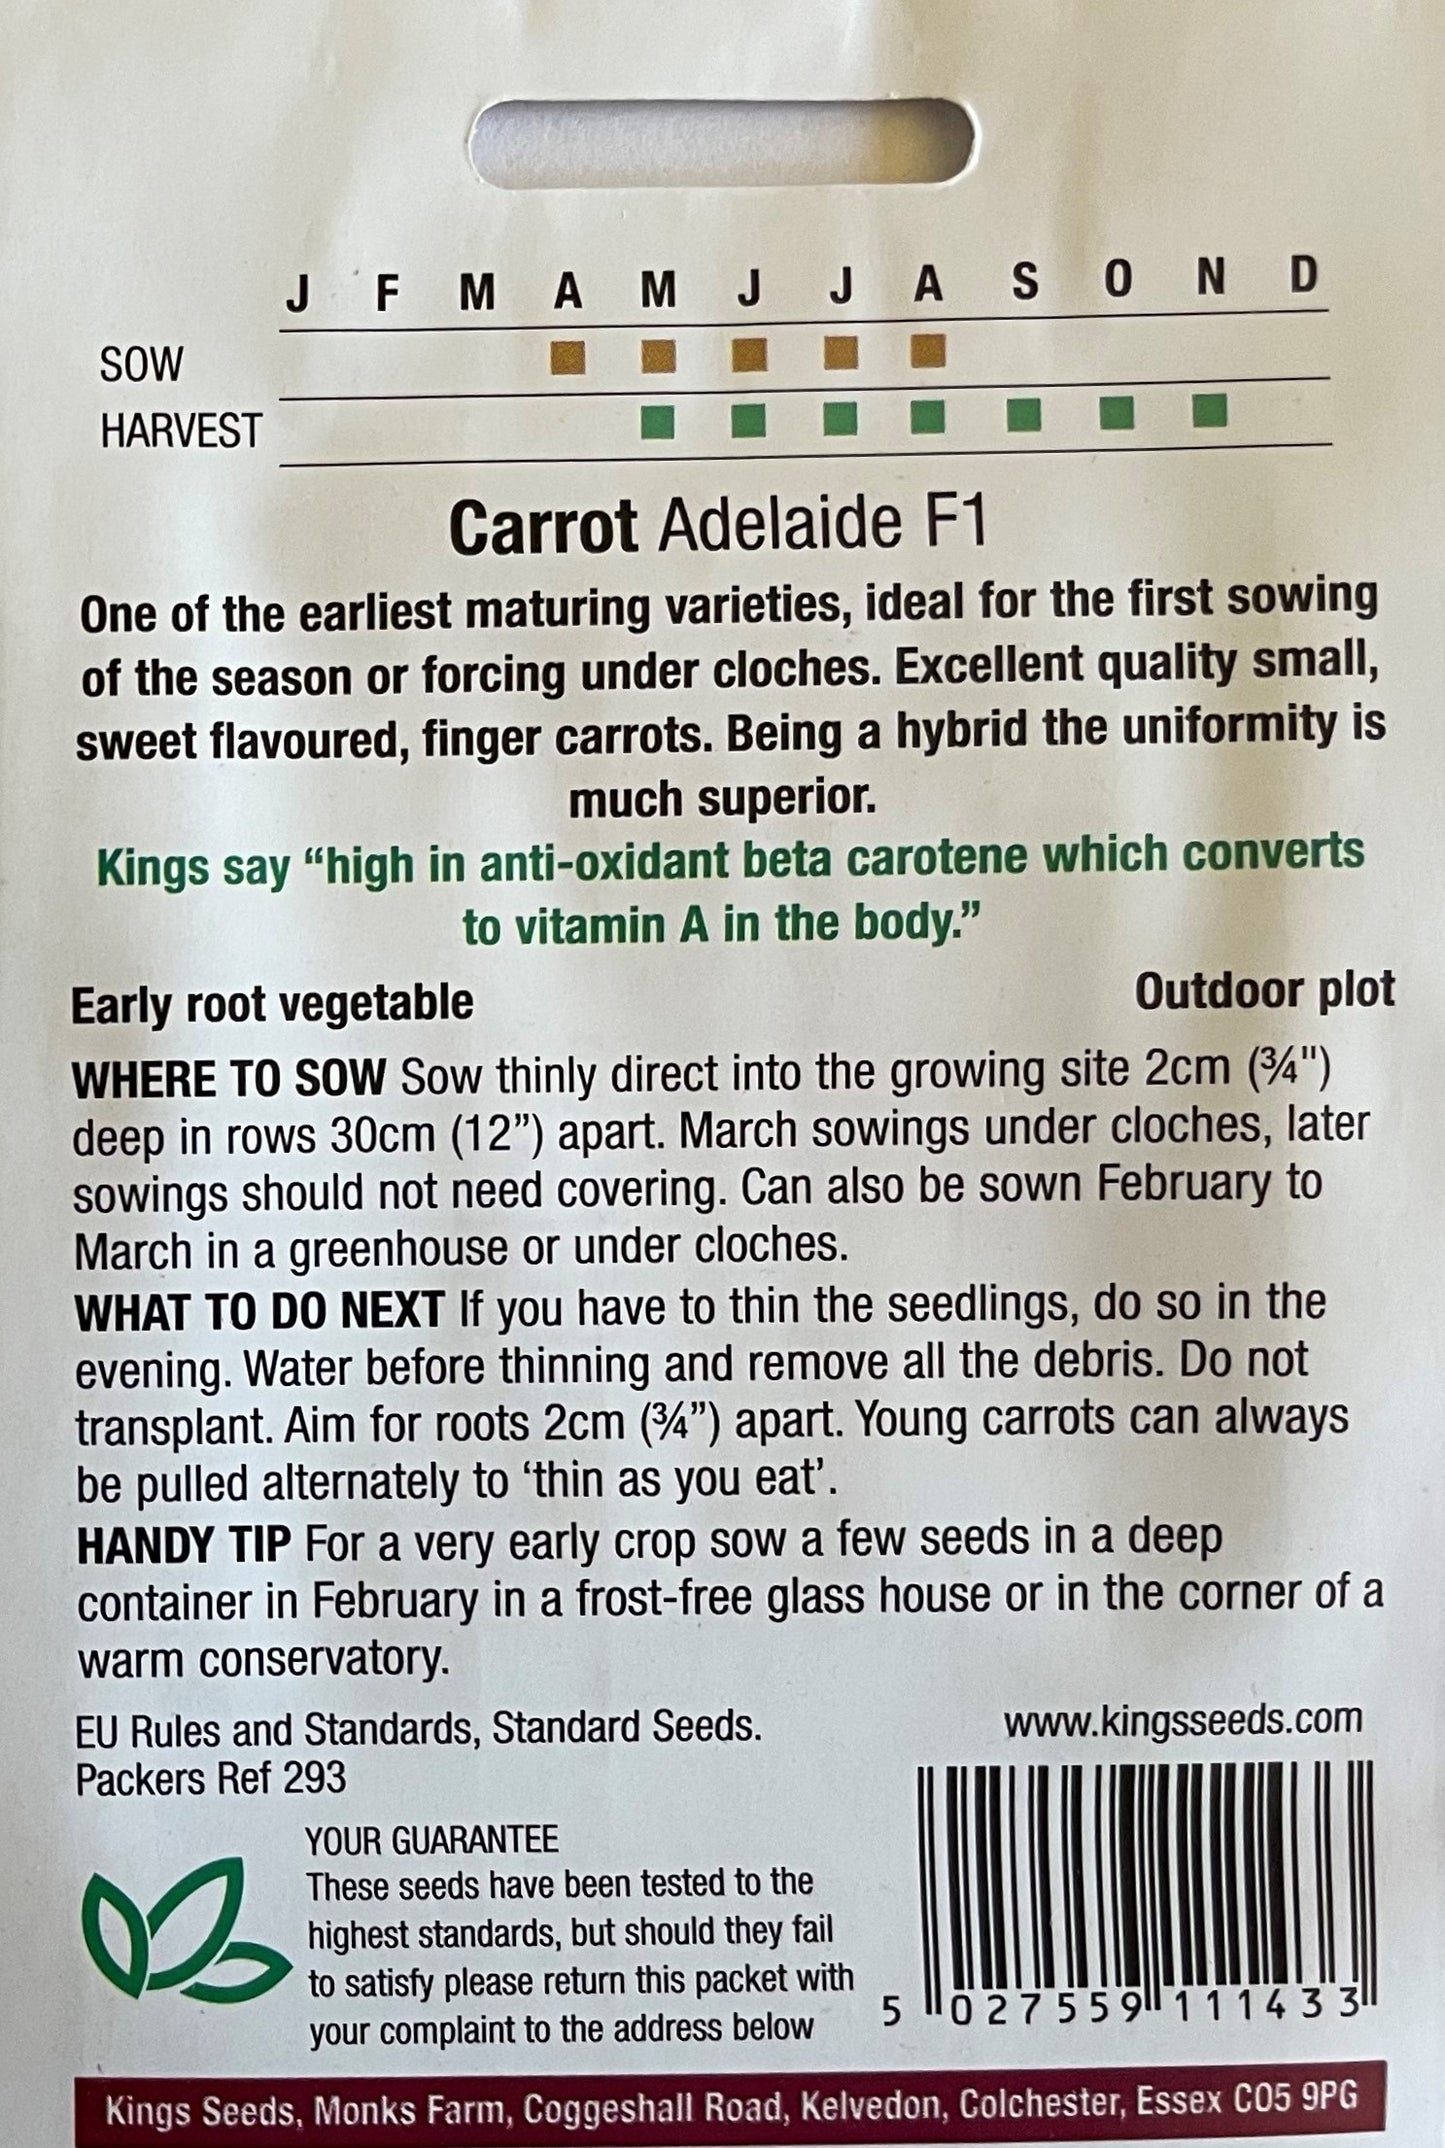 J F M A M J J A S O N D
SOW
HARVEST
Carrot Adelaide F1
One of the earliest maturing varieties, ideal for the first sowing
of the season or forcing under cloches. Excellent quality small,
sweet flavoured, finger carrots. Being a hybrid the uniformity is
much superior.
Kings say “high in anti-oxidant beta carotene which converts
to vitamin A in the body.”
Early root vegetable Outdoor plot
WHERE TO SOW Sow thinly direct into the growing site 2cm (¾")
deep in rows 30cm (12”) apart. March sowings under cloches, later
sowings should not need covering. Can also be sown February to
March in a greenhouse or under cloches.
WHAT TO DO NEXT If you have to thin the seedlings, do so in the
evening. Water before thinning and remove all the debris. Do not
transplant. Aim for roots 2cm (¾”) apart. Young carrots can always
be pulled alternately to ‘thin as you eat’.
HANDY TIP For a very early crop sow a few seeds in a deep
container in February in a frost-free glass house or in the corner of a
warm conservatory.
EU Rules and Standards, Standard Seeds.
Packers Ref 293
www.kingsseeds.com
YOUR GUARANTEE
These seeds have been tested to the
highest standards, but should they fail
to satisfy please return this packet with
your complaint to the address below
5 027559 111433
Kings Seeds, Monks Farm, Coggeshall Road, Kelvedon, Colchester, Essex CO5 9PG